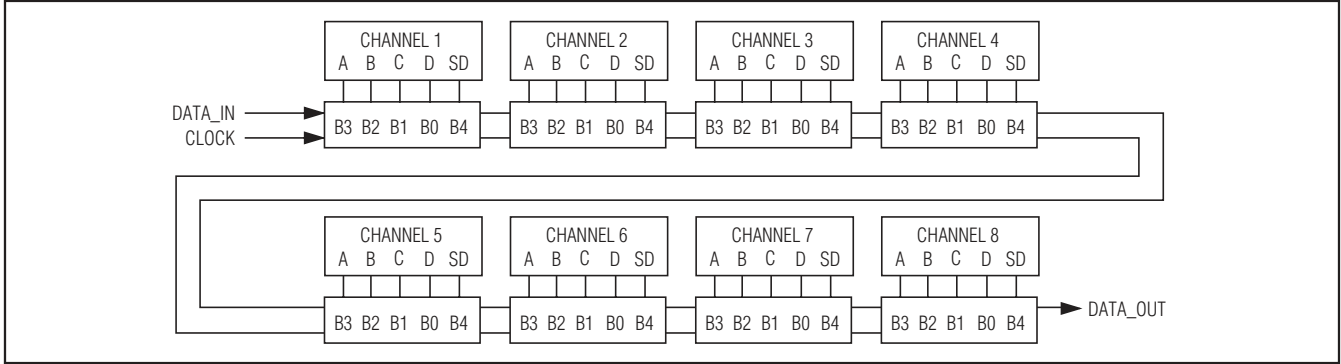 CHANNEL 1 CHANNEL 2 CHANNEL 3 CHANNEL 4
A B C D SD A B C D SD A B C D SD A B C D SD
DATA_IN
B3 B2 B1 B0 B4 B3 B2 B1 B0 B4 B3 B2 B1 B0 B4 B3 B2 B1 B0 B4
CLOCK
CHANNEL 5 CHANNEL 6 CHANNEL 7 CHANNEL 8
A B C D SD A B C D SD A B C D SD A B C D SD
DATA_OUT
B3 B2 B1 B0 B4 B3 B2 B1 B0 B4 B3 B2 B1 B0 B4 B3 B2 B1 B0 B4